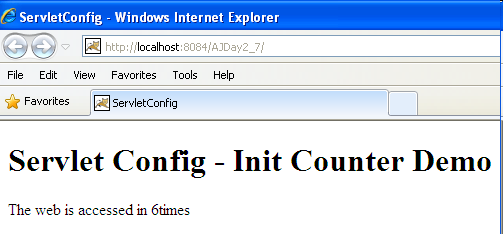 ServletConfig - Windows Internet Explorer
http://localhost:8084/AJDay2_7/
File Edit View Favorites Tools Help
Favorites ServletConfig
Servlet Config - Init Counter Demo
The web is accessed in 6times